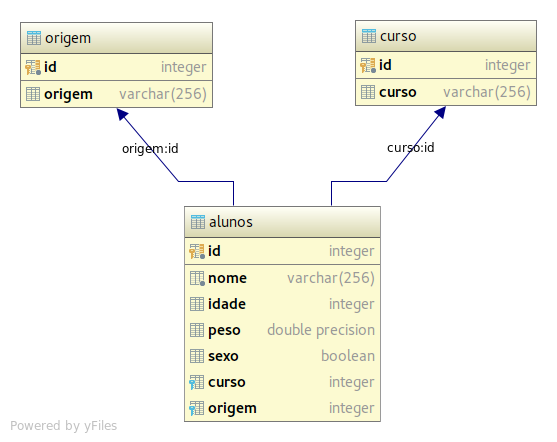 origem
id integer
origem varchar(256)
curso
id integer
curso varchar(256)
origem:id
curso:id
alunos
id integer
nome varchar(256)
idade integer
peso double precision
sexo boolean
curso integer
origem integer
Powered by yFiles